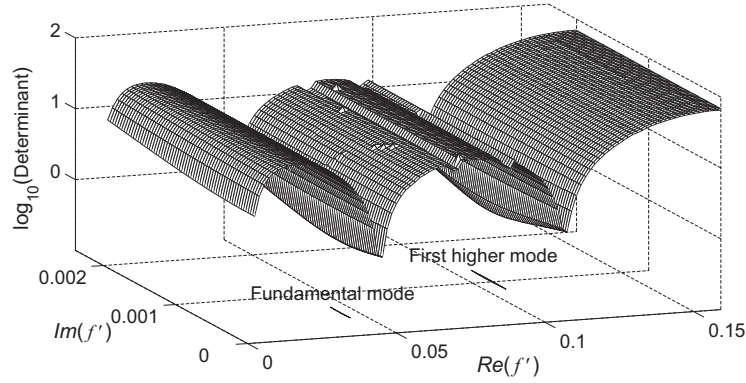 2
1
0
log10(Determinant)
0.002
0.001
0
Im(f′)
First higher mode
Fundamental mode
0
0.05
0.1
0.15
Re(f′)